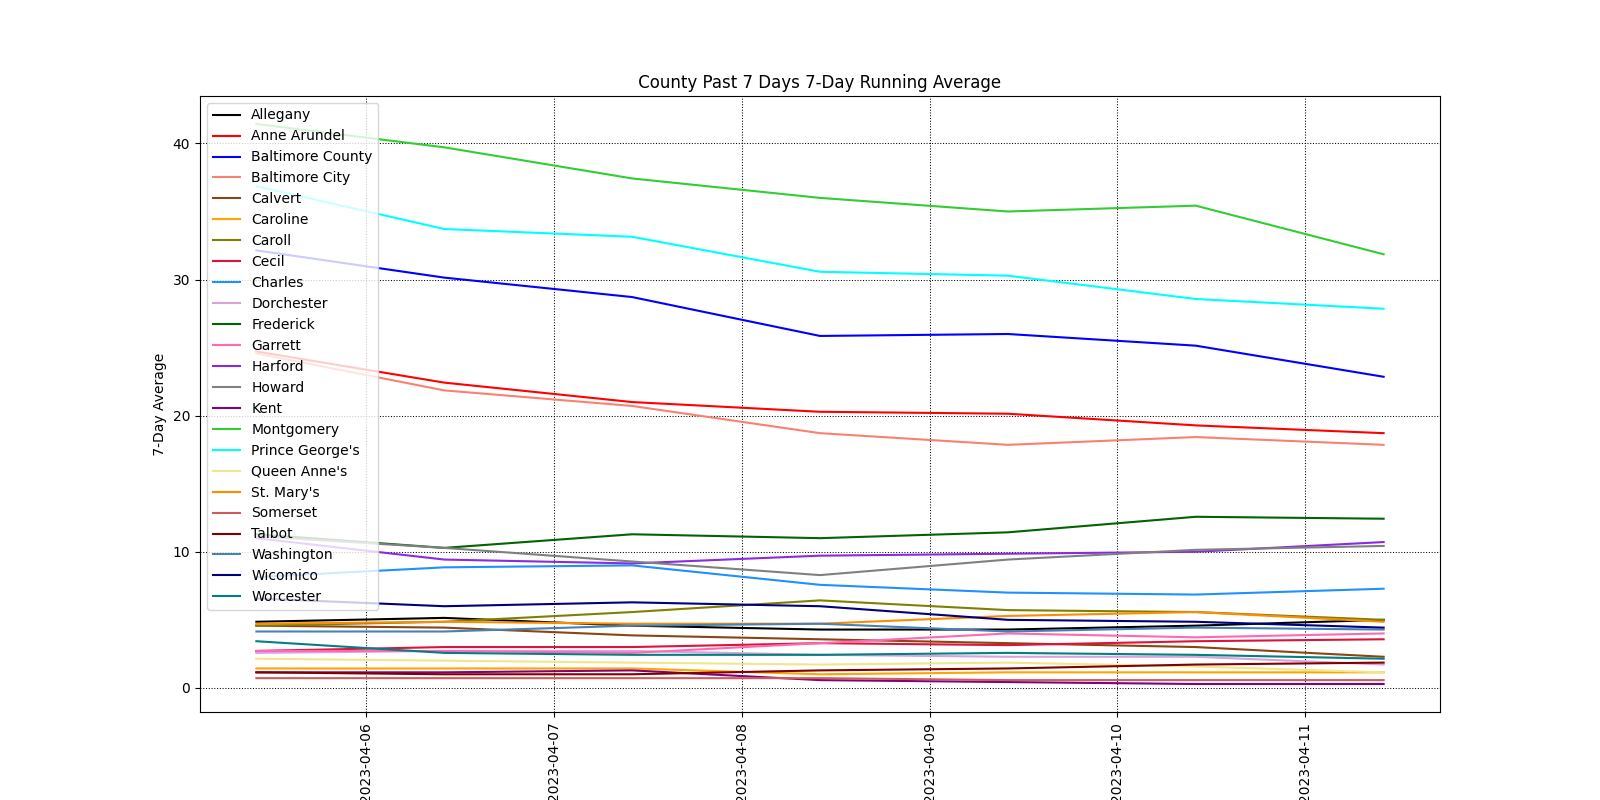 County Past 7 Days 7-Day Running Average
7-Day Average
40
30
20
10
0
Allegany
Anne Arundel
Baltimore County
Baltimore City
Calvert
Caroline
Caroll
Cecil
Charles
Dorchester
Frederick
Garrett
Harford
Howard
Kent
Montgomery
Prince George's
Queen Anne's
St. Mary's
Somerset
Talbot
Washington
Wicomico
Worcester
2023-04-06
2023-04-07
2023-04-08
2023-04-09
2023-04-10
2023-04-11